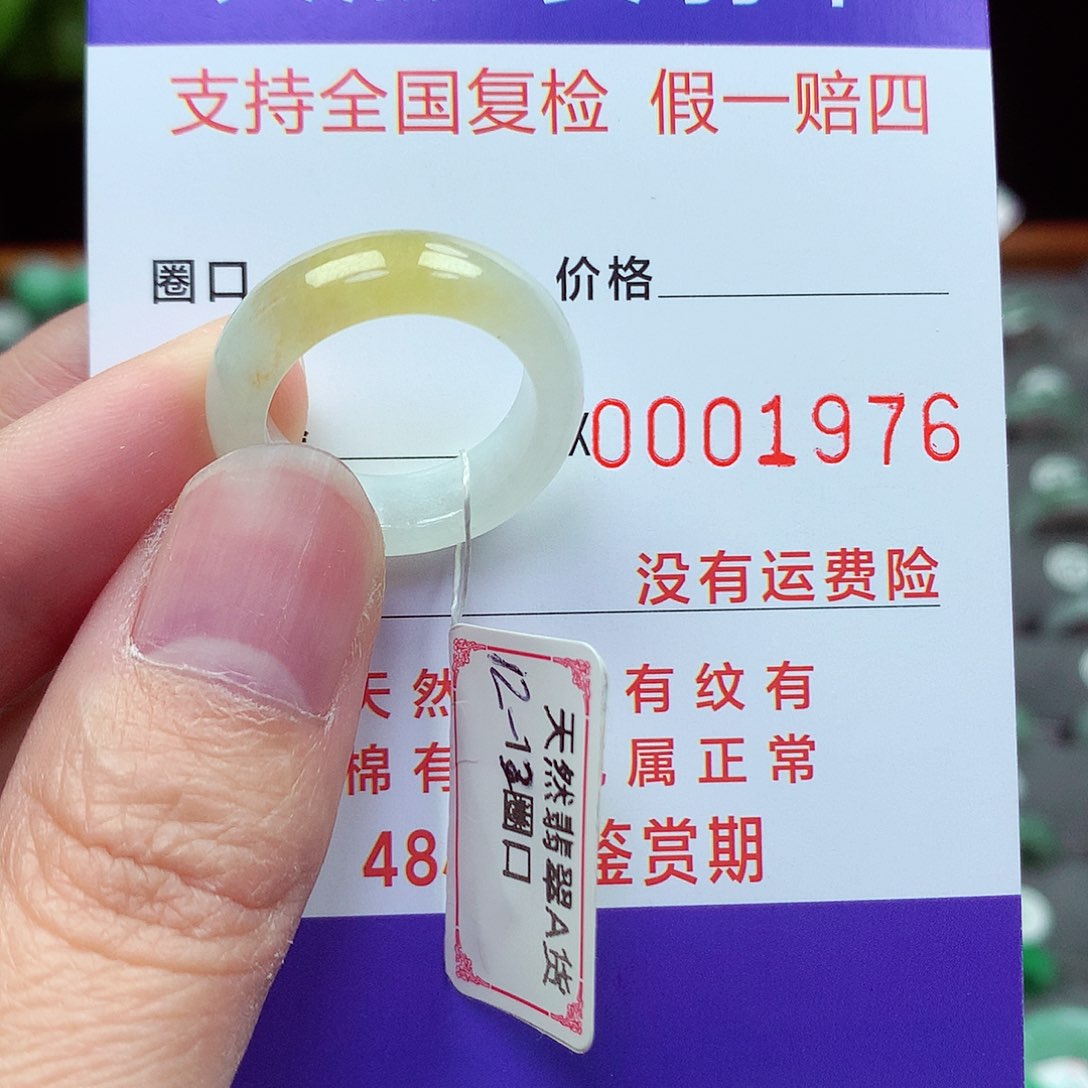 支持全国复检 假一赔四
圈口
价格
0001976
没有运费险
天然 有纹有
棉有 属正常
48 鉴赏期
天然翡翠A货
12-13圈口